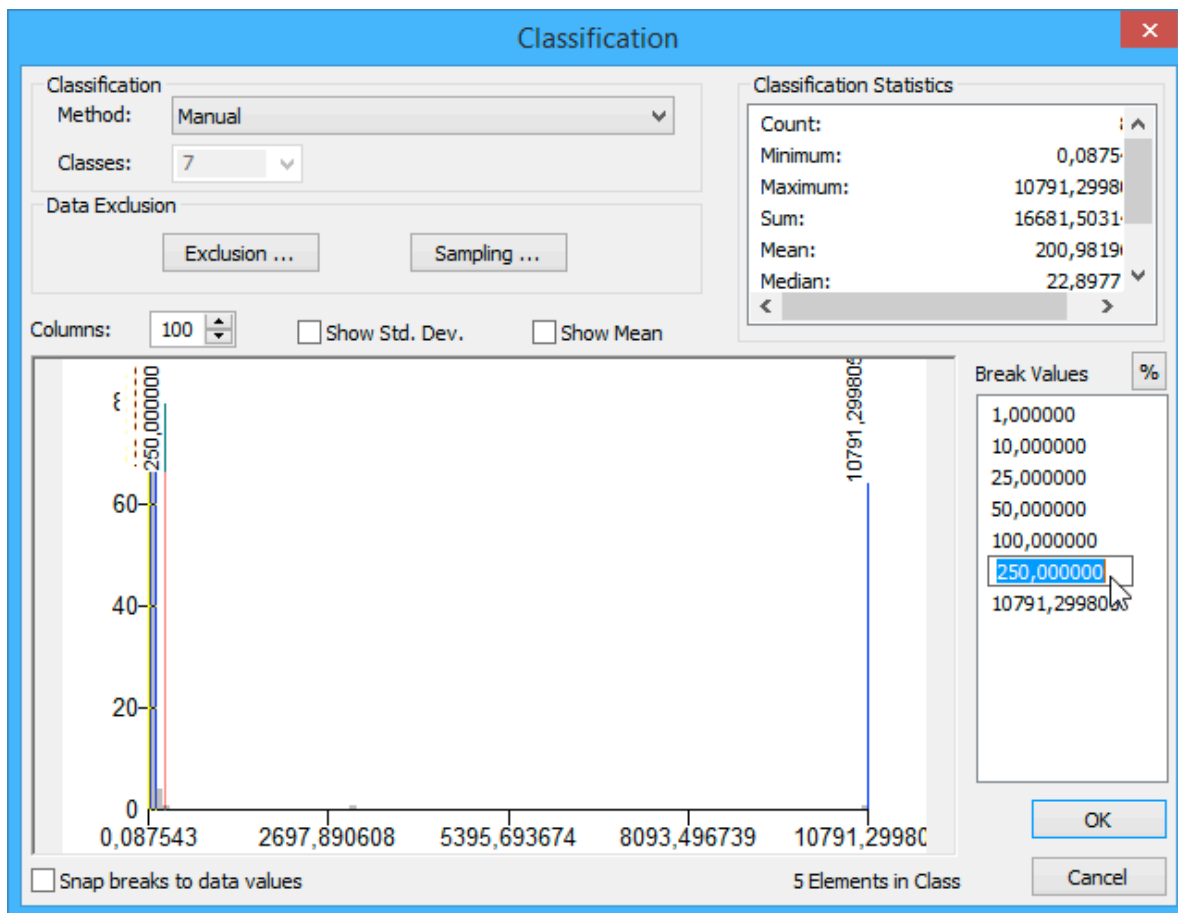 Classification
Classification
Method: Manual
Classes: 7
Data Exclusion
Exclusion ...
Sampling ...
Classification Statistics
Count:
Minimum: 0,0875
Maximum: 10791,2998
Sum: 16681,5031
Mean: 200,9819
Median: 22,8977
Columns: 100
Show Std. Dev.
Show Mean
250,000000
10791,299805
60
40
20
0
0,087543 2697,890608 5395,693674 8093,496739 10791,29980
Break Values %
1,000000
10,000000
25,000000
50,000000
100,000000
250,000000
10791,299805
OK
Cancel
Snap breaks to data values
5 Elements in Class